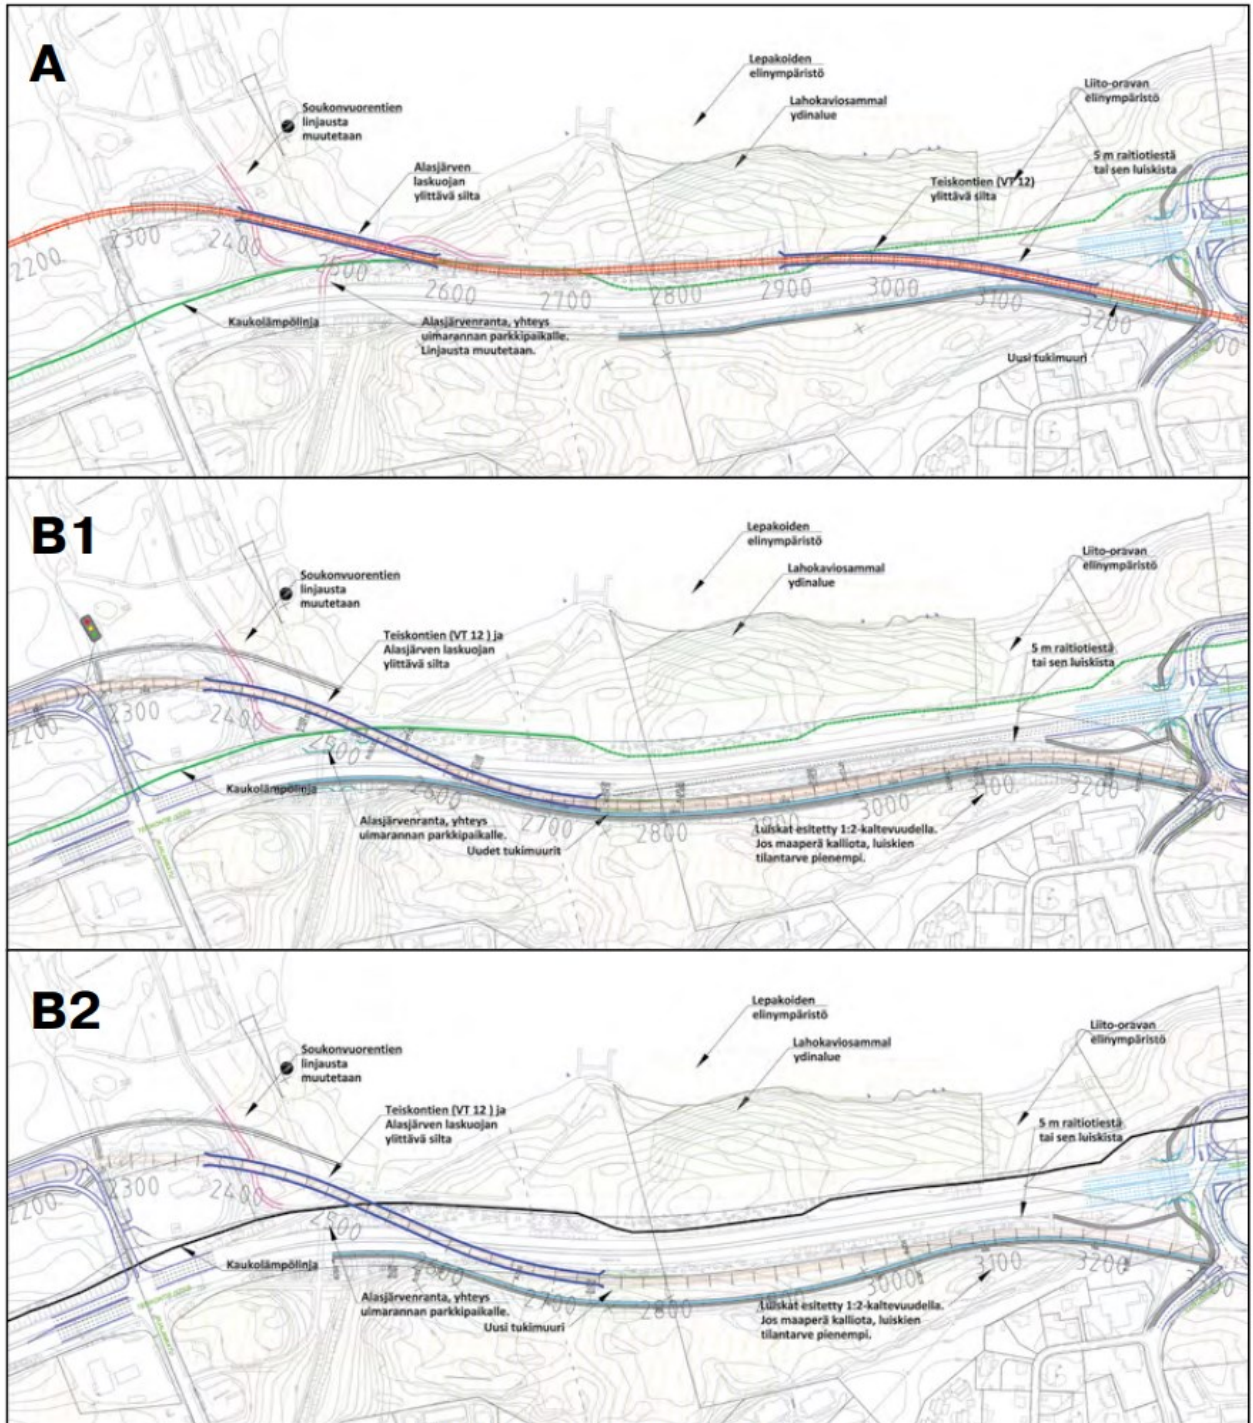 A
Lepakoiden
elinympäristö
Lahokaviosammal
ydinalue
Liito-oravan
elinympäristö
Soukonvuorentien
linjausta
muutetaan
Alasjärven
laskuojan
ylittävä silta
Teiskontien (VT 12)
ylittävä silta
5 m raitiotiestä
tai sen luiskista
2200
2300
2400
2500
2600
2700
2800
2900
3000
3100
3200
Kaukolämpölinja
Alasjärvenranta, yhteys
uimarannan parkkipaikalle.
Linjausta muutetaan.
Uusi tukimuuri
B1
Lepakoiden
elinympäristö
Lahokaviosammal
ydinalue
Liito-oravan
elinympäristö
Soukonvuorentien
linjausta
muutetaan
Teiskontien (VT 12 ) ja
Alasjärven laskuojan
ylittävä silta
5 m raitiotiestä
tai sen luiskista
2200
2300
2400
2500
2600
2700
2800
3000
3200
Kaukolämpölinja
Alasjärvenranta, yhteys
uimarannan parkkipaikalle.
Uudet tukimuurit
Luiskat esitetty 1:2-kaltevuudella.
Jos maaperä kalliota, luiskien
tilantarve pienempi.
B2
Lepakoiden
elinympäristö
Lahokaviosammal
ydinalue
Liito-oravan
elinympäristö
Soukonvuorentien
linjausta
muutetaan
Teiskontien (VT 12 ) ja
Alasjärven laskuojan
ylittävä silta
5 m raitiotiestä
tai sen luiskista
2200
2300
2400
2500
2700
2800
3000
3100
3200
Kaukolämpölinja
Alasjärvenranta, yhteys
uimarannan parkkipaikalle.
Uusi tukimuuri
Luiskat esitetty 1:2-kaltevuudella.
Jos maaperä kalliota, luiskien
tilantarve pienempi.